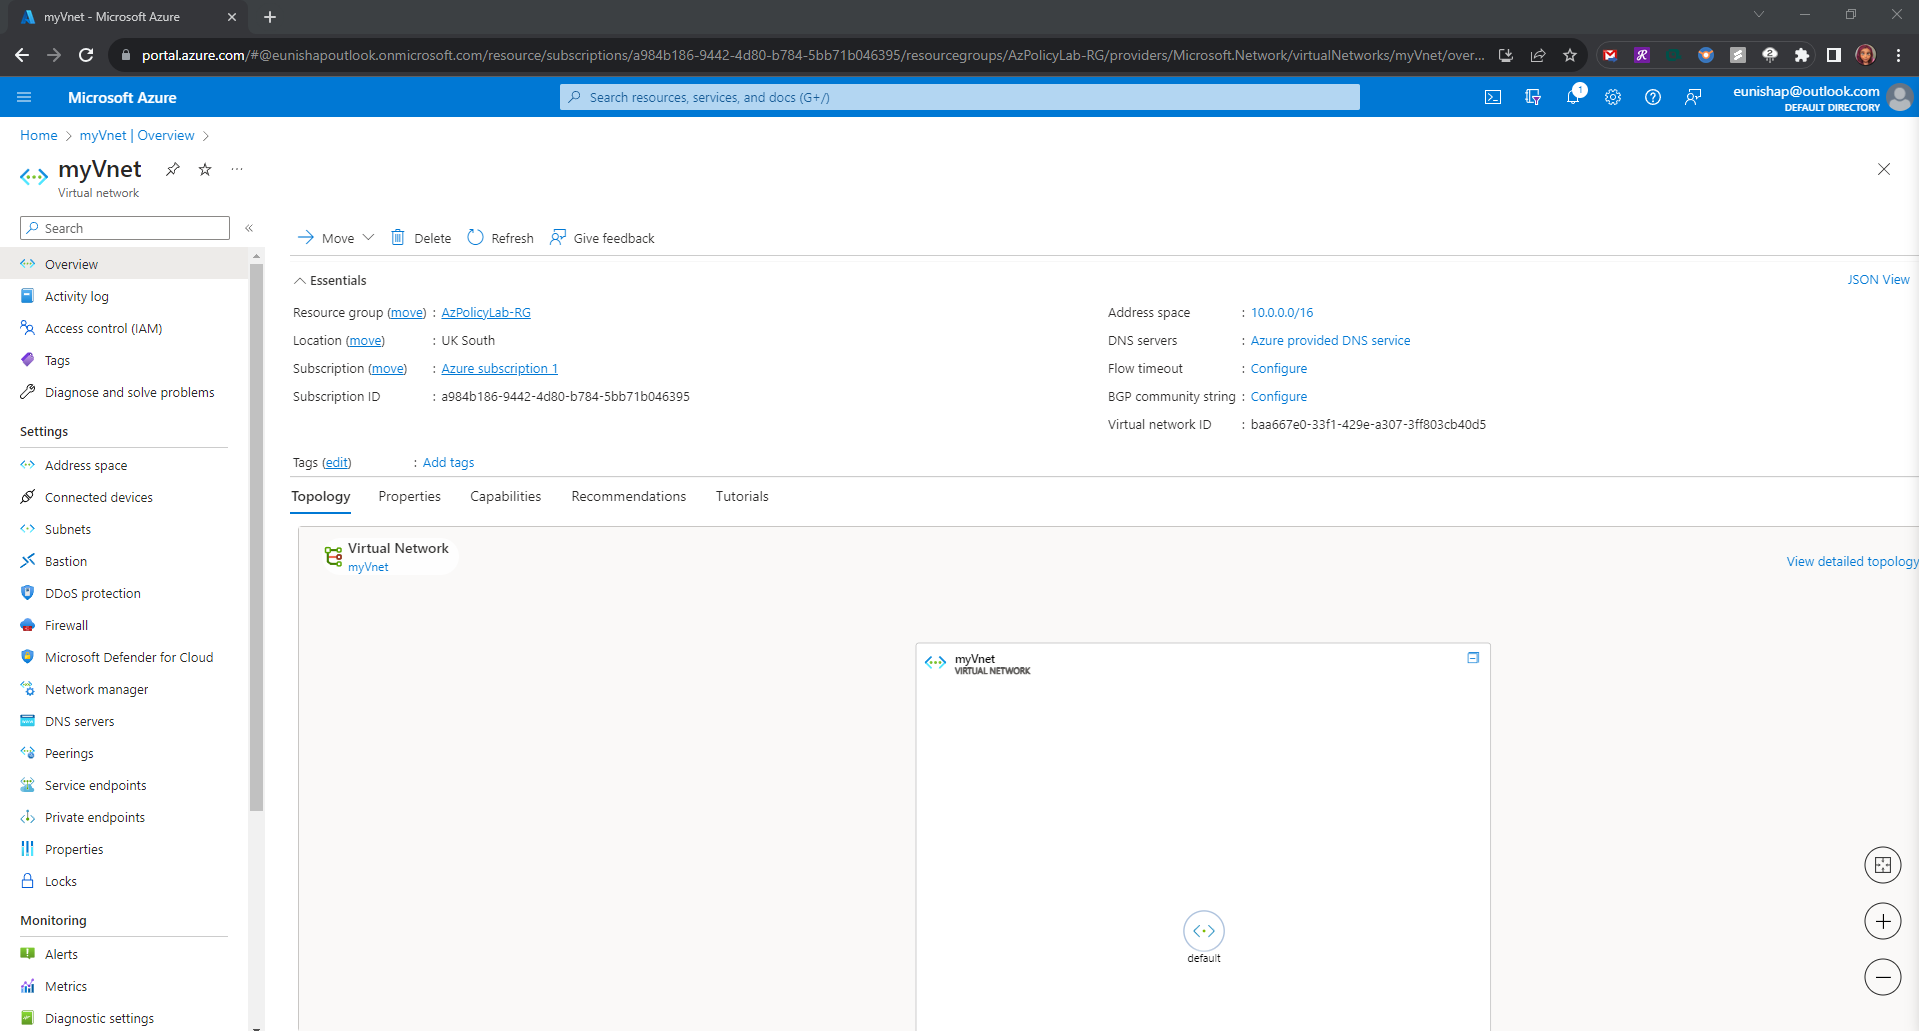 myVnet - Microsoft Azure
portal.azure.com/#@eunishapoutlook.onmicrosoft.com/resource/subscriptions/a984b186-9442-4d80-b784-5bb71b046395/resourcegroups/AzPolicyLab-RG/providers/Microsoft.Network/virtualNetworks/myVnet/over...
Microsoft Azure
Search resources, services, and docs (G+/)
1
eunishap@outlook.com
DEFAULT DIRECTORY
Home > myVnet | Overview >
myVnet
Virtual network
Search
«
Move
Delete
Refresh
Give feedback
Overview
Activity log
Access control (IAM)
Tags
Diagnose and solve problems
Settings
Address space
Connected devices
Subnets
Bastion
DDoS protection
Firewall
Microsoft Defender for Cloud
Network manager
DNS servers
Peerings
Service endpoints
Private endpoints
Properties
Locks
Monitoring
Alerts
Metrics
Diagnostic settings
Essentials
JSON View
Resource group (move) : AzPolicyLab-RG
Location (move) : UK South
Subscription (move) : Azure subscription 1
Subscription ID : a984b186-9442-4d80-b784-5bb71b046395
Address space : 10.0.0.0/16
DNS servers : Azure provided DNS service
Flow timeout : Configure
BGP community string : Configure
Virtual network ID : baa667e0-33f1-429e-a307-3ff803cb40d5
Tags (edit) : Add tags
Topology
Properties
Capabilities
Recommendations
Tutorials
Virtual Network
myVnet
View detailed topology
myVnet
VIRTUAL NETWORK
default